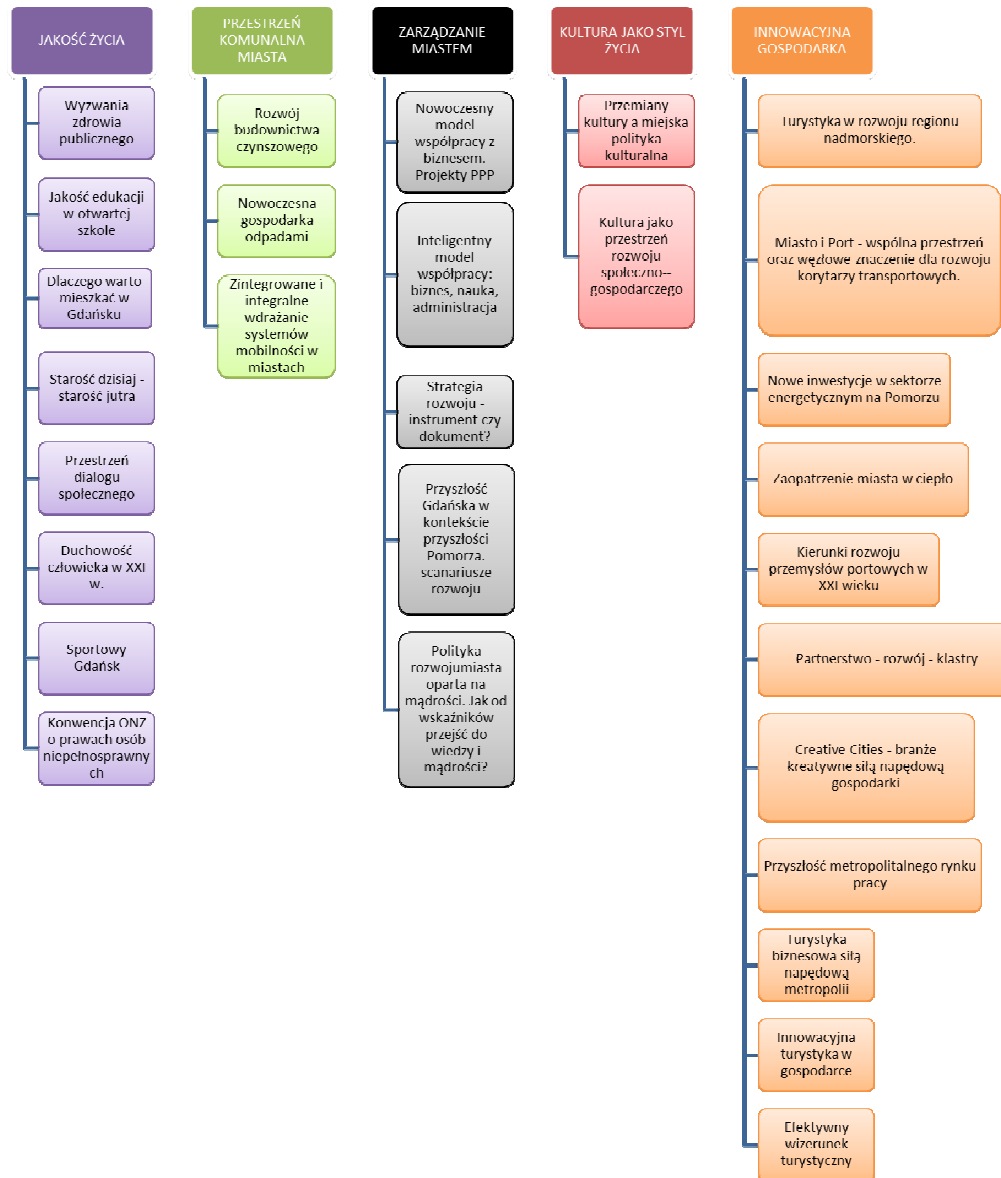 JAKOŚĆ ŻYCIA
Wyzwania
zdrowia
publicznego
Jakość edukacji
w otwartej
szkole
Dlaczego warto
mieszkać w
Gdańsku
Starość dzisiaj -
starość jutra
Przestrzeń
dialogu
społecznego
Duchowość
człowieka w XXI
w.
Sportowy
Gdańsk
Konwencja ONZ
o prawach osób
niepełnosprawny
ch
PRZESTRZEŃ
KOMUNALNA
MIASTA
Rozwój
budownictwa
czynszowego
Nowoczesna
gospodarka
odpadami
Zintegrowane i
integralne
wdrażanie
systemów
mobilności w
miastach
ZARZĄDZANIE
MIASTEM
Nowoczesny
model
współpracy z
biznesem.
Projekty PPP
Inteligentny
model
współpracy:
biznes, nauka,
administracja
Strategia
rozwoju -
instrument czy
dokument?
Przyszłość
Gdańska w
kontekście
przyszłości
Pomorza.
scanariusze
rozwoju
Polityka
rozwojumiasta
oparta na
mądrości. Jak od
wskaźników
przejść do
wiedzy i
mądrości?
KULTURA JAKO STYL
ŻYCIA
Przemiany
kultury a miejska
polityka
kulturalna
Kultura jako
przestrzeń
rozwoju
społeczno--
gospodarczego
INNOWACYJNA
GOSPODARKA
Turystyka w rozwoju regionu
nadmorskiego.
Miasto i Port - wspólna przestrzeń
oraz węzłowe znaczenie dla rozwoju
korytarzy transportowych.
Nowe inwestycje w sektorze
energetycznym na Pomorzu
Zaopatrzenie miasta w ciepło
Kierunki rozwoju
przemysłów portowych w
XXI wieku
Partnerstwo - rozwój - klastry
Creative Cities - branże
kreatywne siłą napędową
gospodarki
Przyszłość metropolitalnego rynku
pracy
Turystyka
biznesowa siłą
napędową
metropolii
Innowacyjna
turystyka w
gospodarce
Efektywny
wizerunek
turystyczny